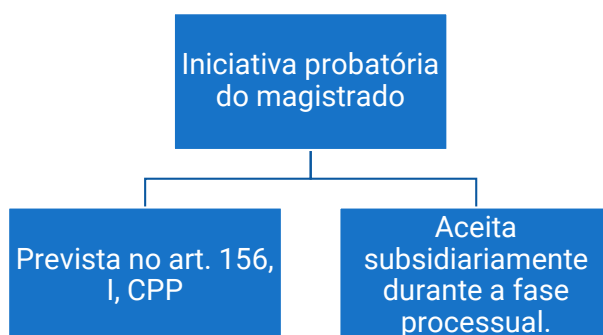 Iniciativa probatória
do magistrado
Prevista no art. 156,
I, CPP
Aceita
subsidiariamente
durante a fase
processual.